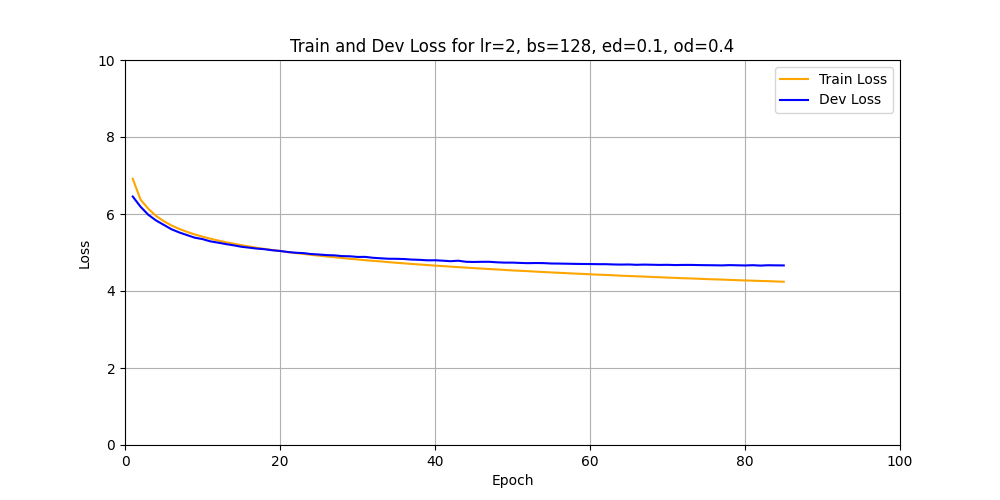 Train and Dev Loss for lr=2, bs=128, ed=0.1, od=0.4
Train Loss
Dev Loss
Loss
10
8
6
4
2
0
0 20 40 60 80 100
Epoch